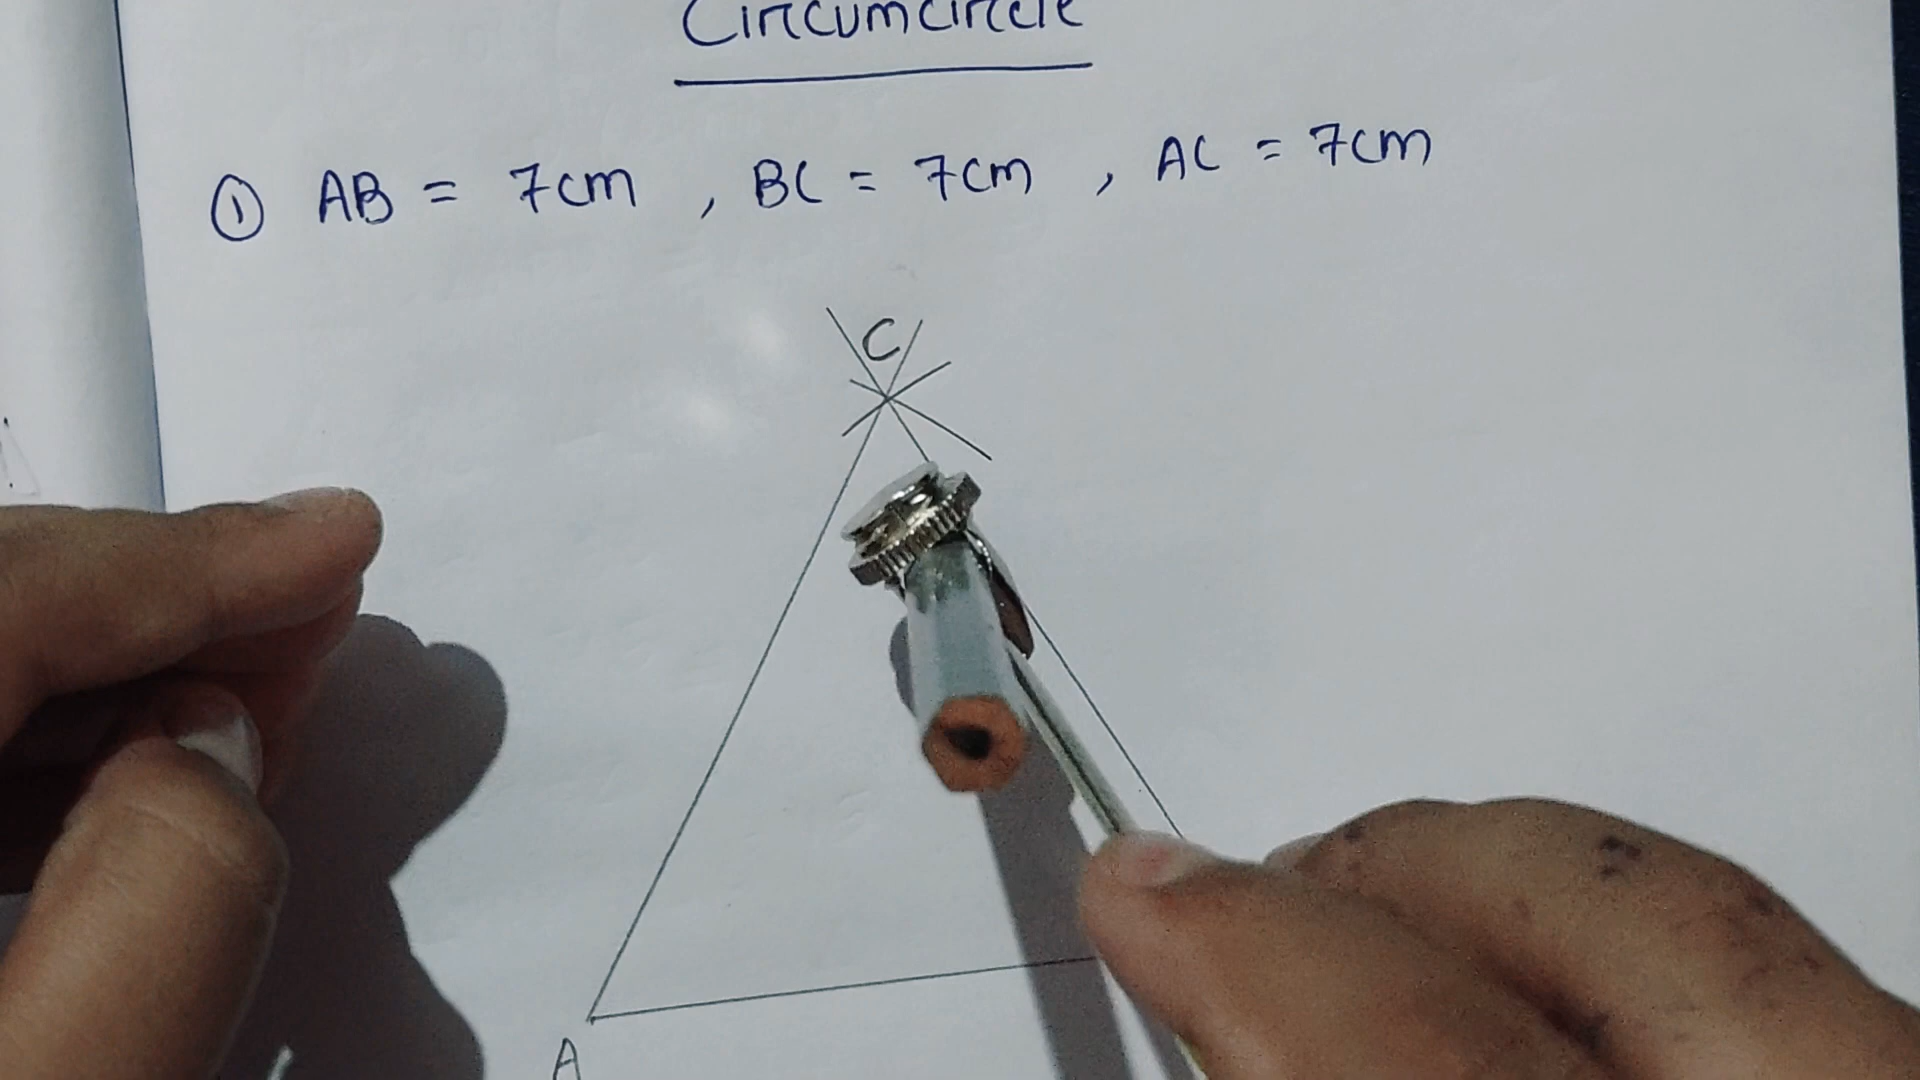 Circumcircle
① AB = 7cm , BC = 7cm , AC = 7cm
C
A